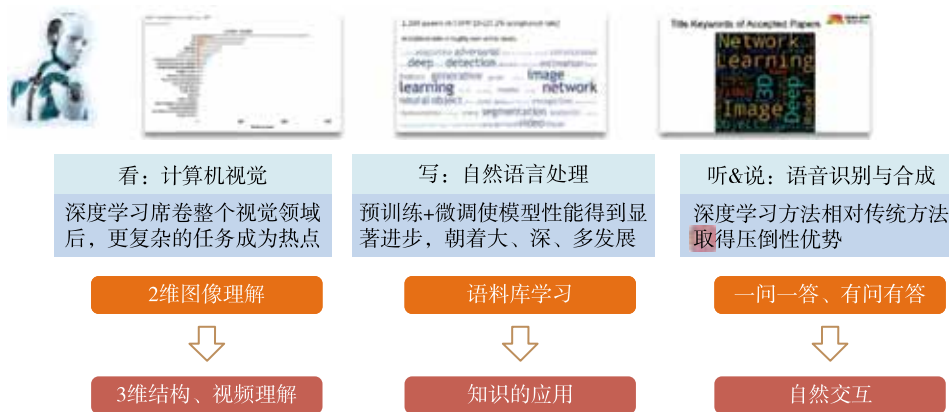 deep detection
generative image
learning network
neural object
segmentation
video
Title Keywords of Accepted Papers
Network
Learning
3D
Image
Deep
看：计算机视觉
深度学习席卷整个视觉领域
后，更复杂的任务成为热点
2维图像理解
3维结构、视频理解
写：自然语言处理
预训练+微调使模型性能得到显
著进步，朝着大、深、多发展
语料库学习
知识的应用
听&说：语音识别与合成
深度学习方法相对传统方法
取得压倒性优势
一问一答、有问有答
自然交互